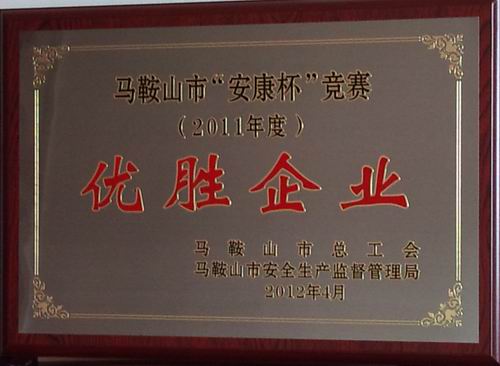 马鞍山市“安康杯”竞赛
（2011年度）
优胜企业
马鞍山市总工会
马鞍山市安全生产监督管理局
2012年4月